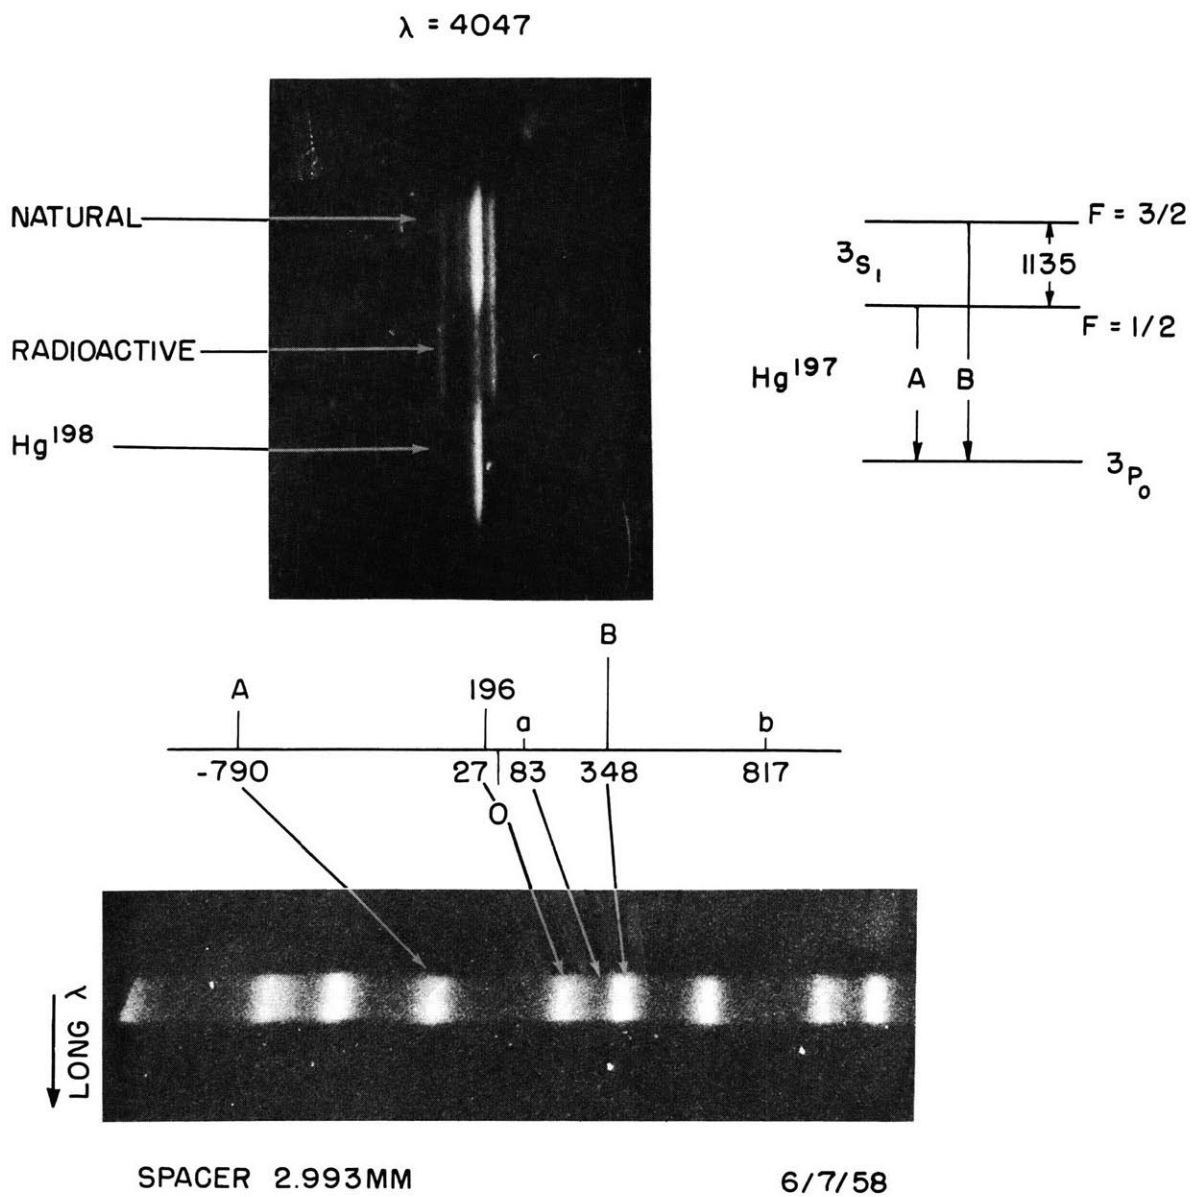 λ = 4047
NATURAL
RADIOACTIVE
Hg¹⁹⁸
F = 3/2
³S₁
1135
F = 1/2
Hg¹⁹⁷
A B
³P₀
B
A
196
a
b
-790
27
83
348
817
0
LONG λ
SPACER 2.993MM
6/7/58